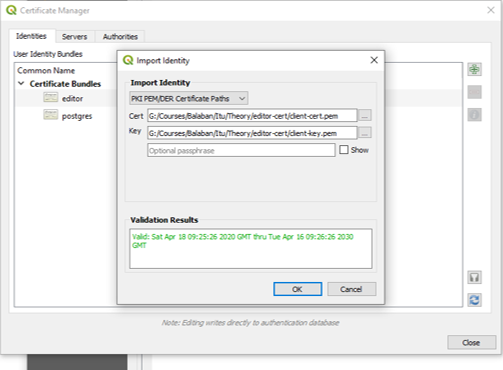 Certificate Manager
Identities Servers Authorities
User Identity Bundles
Common Name
Certificate Bundles
editor
postgres
Import Identity
Import Identity
PKI PEM/DER Certificate Paths
Cert G:/Courses/Balaban/Itu/Theory/editor-cert/client-cert.pem ...
Key G:/Courses/Balaban/Itu/Theory/editor-cert/client-key.pem ...
Optional passphrase Show
Validation Results
Valid: Sat Apr 18 09:25:26 2020 GMT thru Tue Apr 16 09:26:26 2030
GMT
OK Cancel
Note: Editing writes directly to authentication database
Close